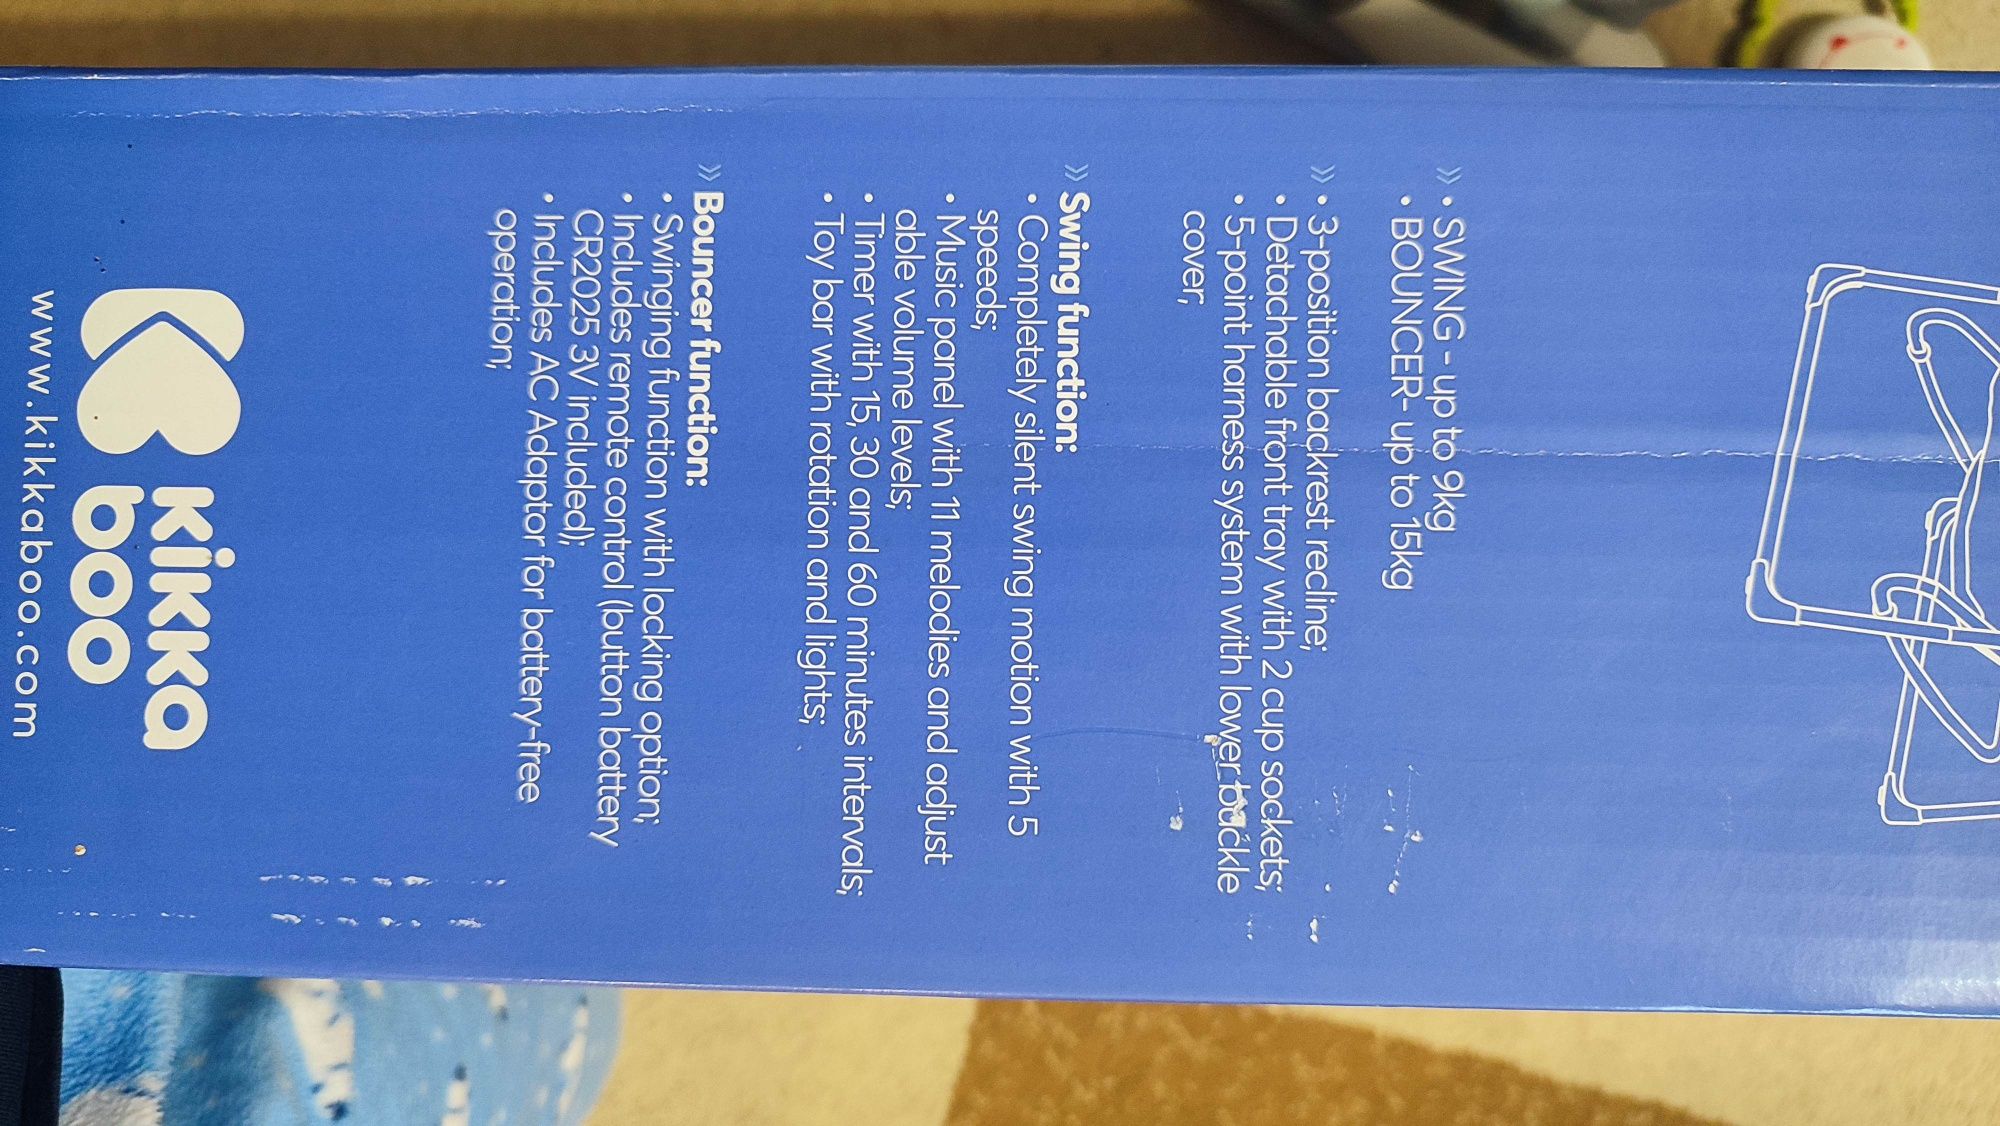 » • SWING - up to 9kg
• BOUNCER- up to 15kg
» • 3-position backrest recline;
• Detachable front tray with 2 cup sockets;
• 5-point harness system with lower buckle
cover;
» Swing function:
• Completely silent swing motion with 5
speeds;
• Music panel with 11 melodies and adjust
able volume levels;
• Timer with 15, 30 and 60 minutes intervals;
• Toy bar with rotation and lights;
» Bouncer function:
• Swinging function with locking option;
• Includes remote control (button battery
CR2025 3V included);
• Includes AC Adaptor for battery-free
operation;
kikka
boo
www.kikkaboo.com